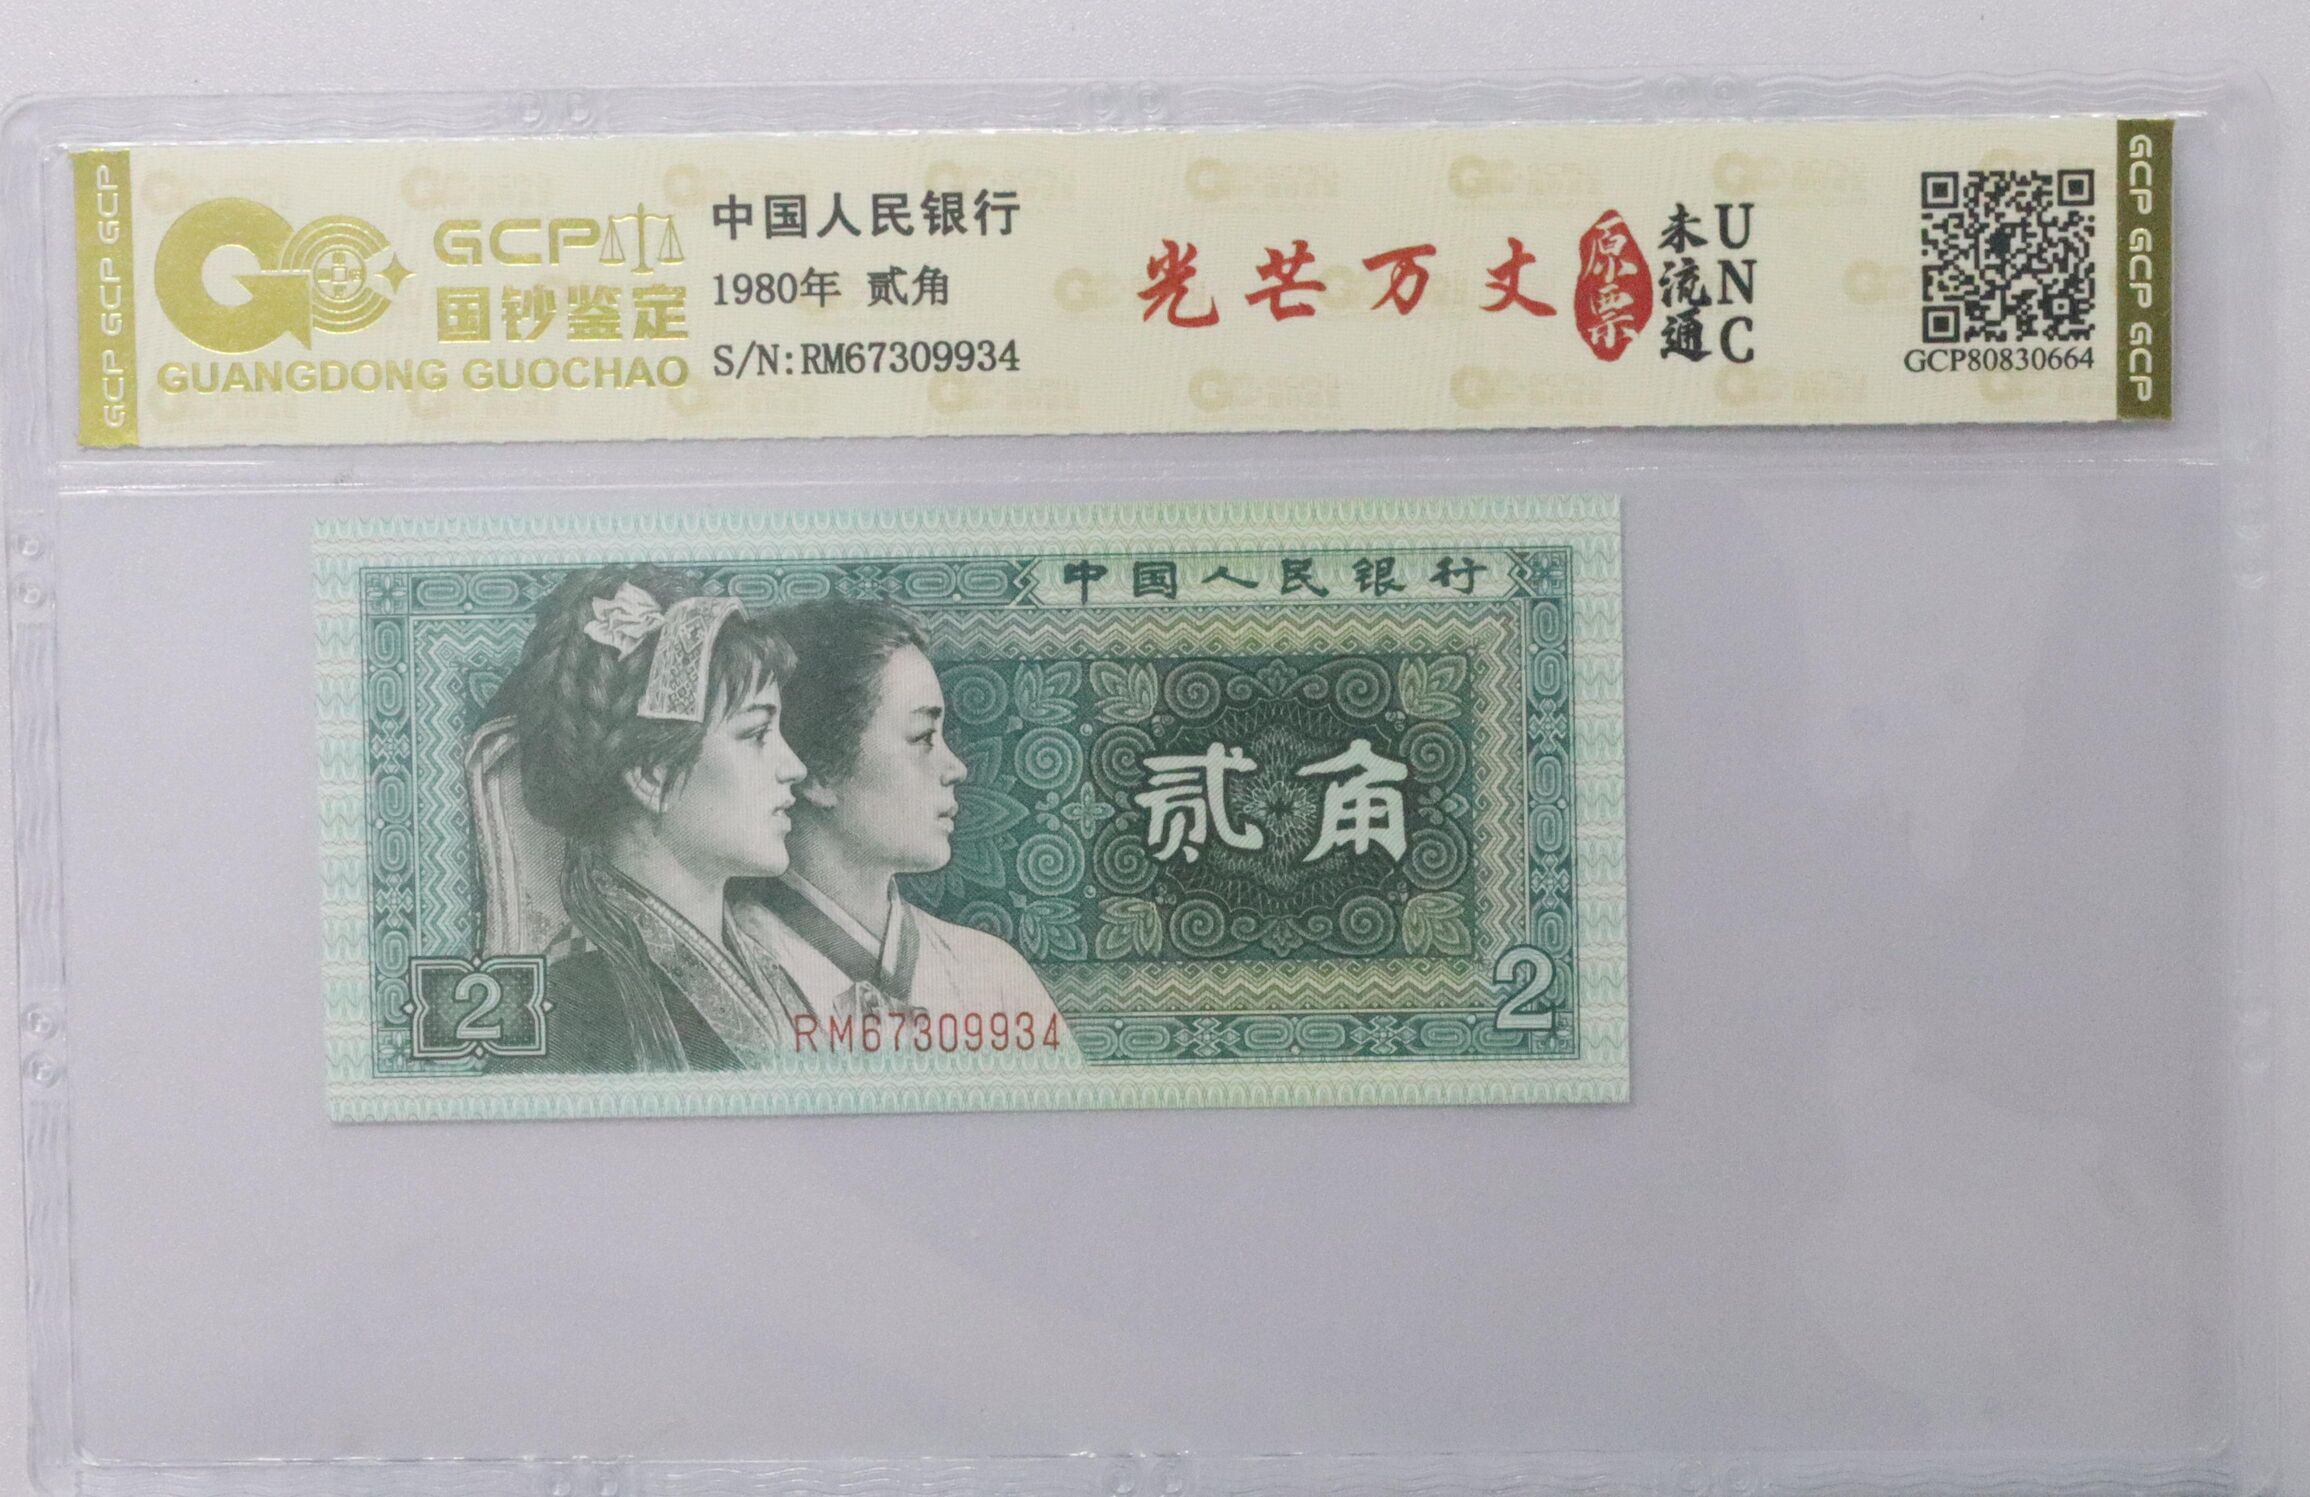 GCP GCP GCP
GCP
国钞鉴定
GUANGDONG GUOCHAO
中国人民银行
1980年 贰角
S/N:RM67309934
光芒万丈
原票
未流通
UNC
GCP80830664
GCP GCP GCP
中国人民银行
贰角
2
2
RM67309934